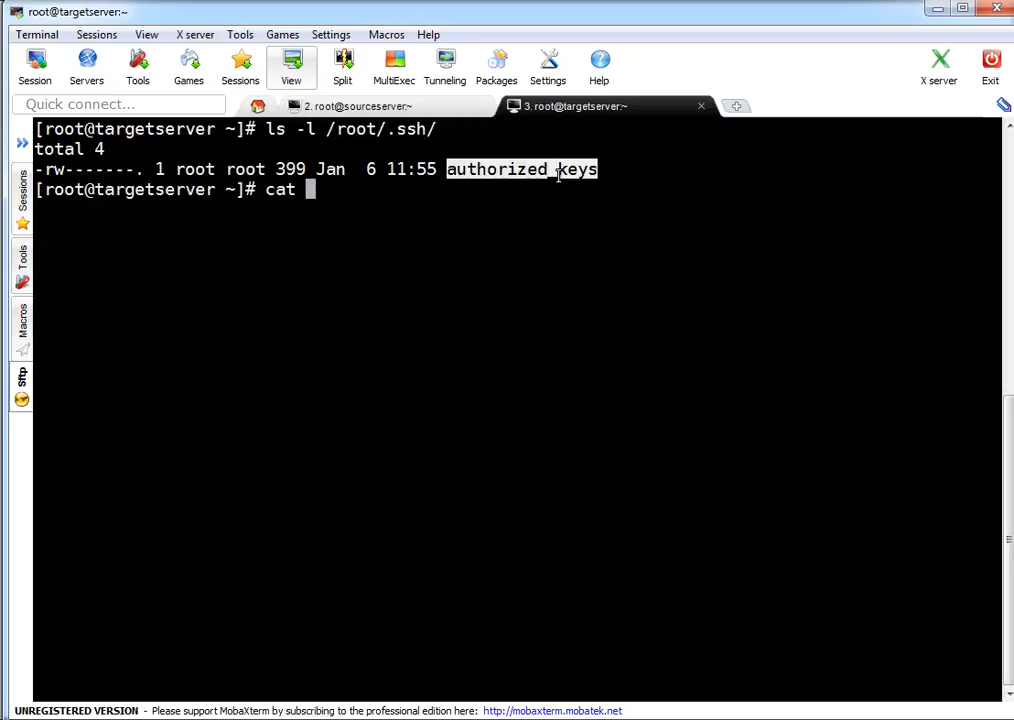 root@targetserver:~
Terminal Sessions View X server Tools Games Settings Macros Help
Session Servers Tools Games Sessions View Split MultiExec Tunneling Packages Settings Help X server Exit
Quick connect... 2. root@sourceserver:~ 3. root@targetserver:~
[root@targetserver ~]# ls -l /root/.ssh/
total 4
-rw-------. 1 root root 399 Jan  6 11:55 authorized_keys
[root@targetserver ~]# cat
Sessions
Tools
Macros
Sftp
UNREGISTERED VERSION - Please support MobaXterm by subscribing to the professional edition here: http://mobaxterm.mobatek.net